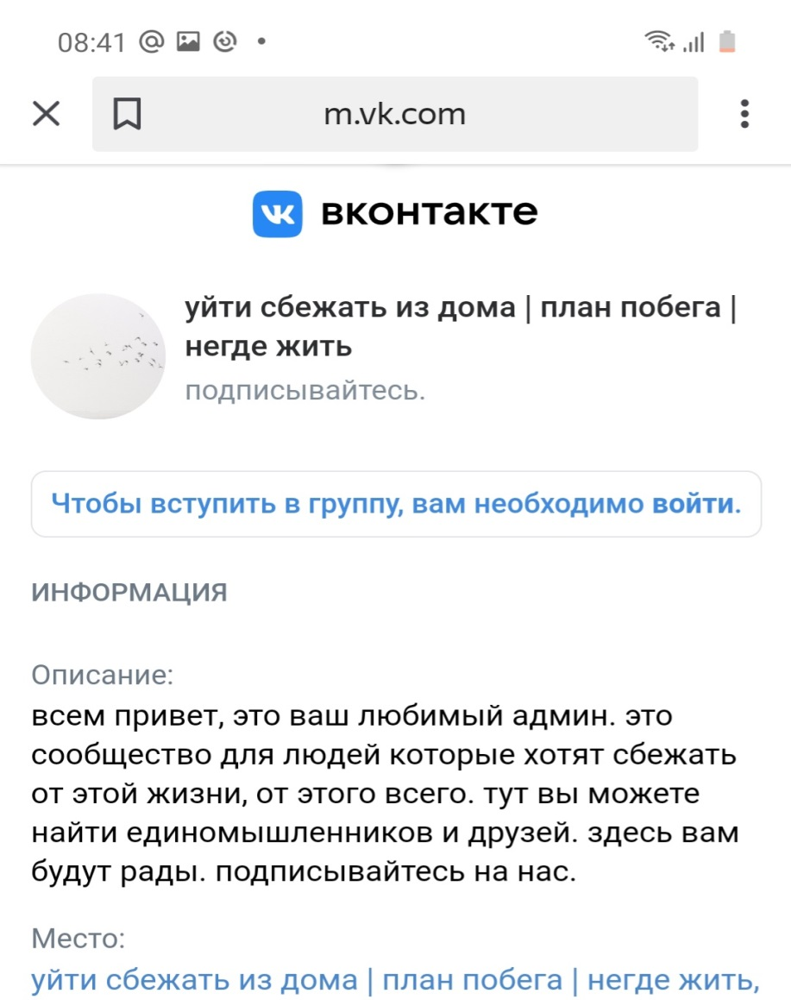 08:41
m.vk.com
вконтакте
уйти сбежать из дома | план побега |
негде жить
подписывайтесь.
Чтобы вступить в группу, вам необходимо войти.
ИНФОРМАЦИЯ
Описание:
всем привет, это ваш любимый админ. это
сообщество для людей которые хотят сбежать
от этой жизни, от этого всего. тут вы можете
найти единомышленников и друзей. здесь вам
будут рады. подписывайтесь на нас.
Место:
уйти сбежать из дома | план побега | негде жить,